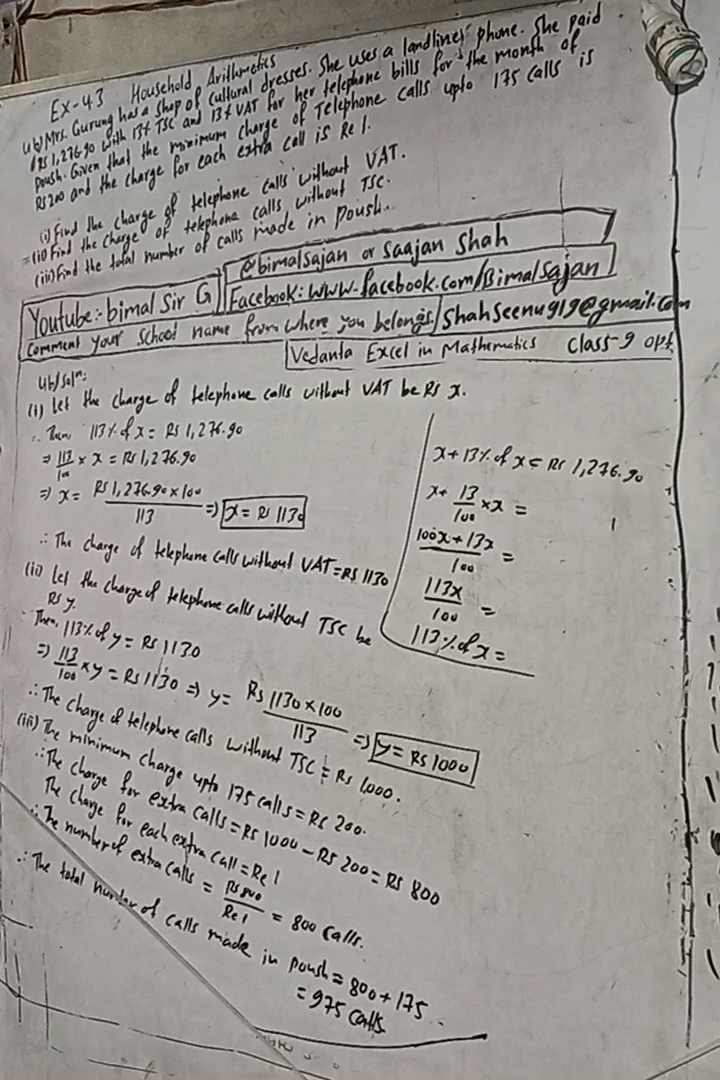 Ex-4.3 Household Arithmetics
4b) Mrs. Gurung has a shop of cultural dresses. She uses a landliner phone. She paid
Rs 1,276.90 with 13% TSC and 13% VAT for her telephone bills for the month of
poush. Given that the minimum charge of Telephone calls upto 175 calls is
Rs 200 and the charge for each extra call is Re 1.
(i) Find the charge of telephone calls without VAT.
(ii) Find the charge of telephone calls without TSC.
(iii) Find the total number of calls made in poush.
@bimalsajan or Saajan Shah
Youtube:- bimal Sir G
Facebook: www.facebook.com/Bimalsajan
Comment your school name from where you belongs/
Shahseenu919@gmail.com
Vedanta Excel in Mathematics Class-9 opt
4b/Solⁿ:
(i) Let the charge of telephone calls without VAT be Rs x.
∴ Then 113% of x = Rs 1,276.90
⇒ 113/100 × x = Rs 1,276.90
⇒ x = Rs 1,276.90×100/113 ⇒ x = Rs 1130
∴ The charge of telephone calls without VAT = Rs 1130
x + 13% of x = Rs 1,276.90
x + 13/100 × x =
100x + 13x/100 =
113x/100 =
113% of x =
(ii) Let the charge of telephone calls without TSC be
Rs y.
Then, 113% of y = Rs 1130
⇒ 113/100 × y = Rs 1130 ⇒ y = Rs 1130×100/113 ⇒ y = Rs 1000
∴ The charge of telephone calls without TSC = Rs 1000.
(iii) The minimum charge upto 175 calls = Rs 200.
∴ The charge for extra calls = Rs 1000 - Rs 200 = Rs 800
The charge for each extra call = Re 1
∴ The number of extra calls = Rs 800/Re 1 = 800 calls.
∴ The total number of calls made in poush = 800 + 175
= 975 calls